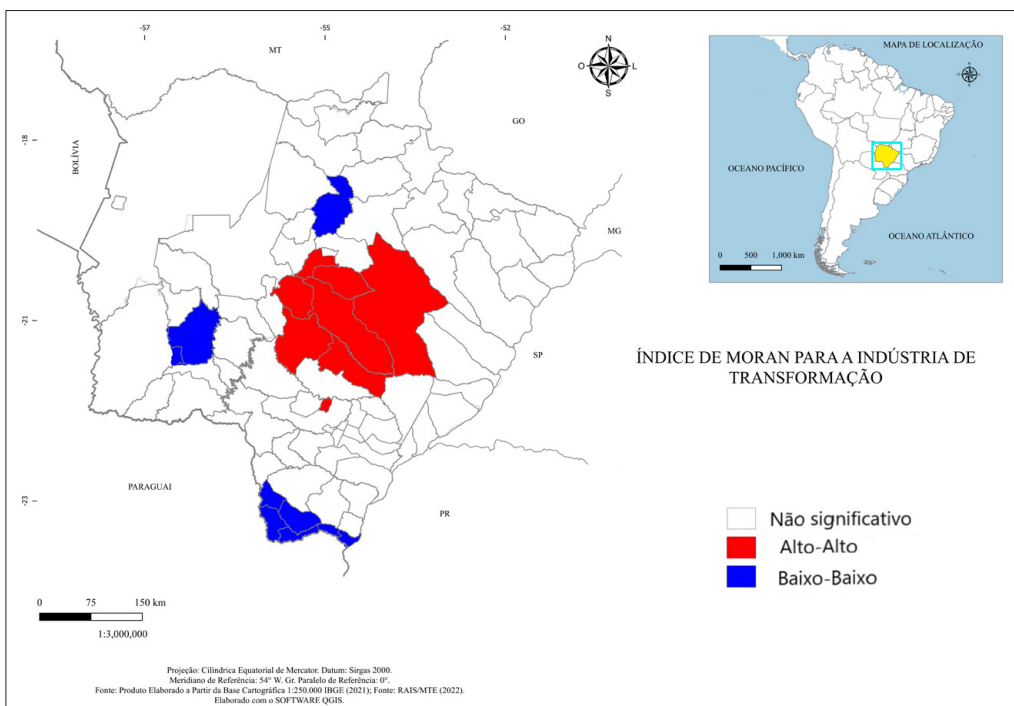 -57
-55
-52
MT
N
O
L
S
GO
-18
BOLÍVIA
MG
-21
SP
PARAGUAI
-23
PR
0 75 150 km
1:3,000,000
MAPA DE LOCALIZAÇÃO
OCEANO PACÍFICO
OCEANO ATLÂNTICO
0 500 1,000 km
ÍNDICE DE MORAN PARA A INDÚSTRIA DE
TRANSFORMAÇÃO
Não significativo
Alto-Alto
Baixo-Baixo
Projeção: Cilíndrica Equatorial de Mercator. Datum: Sirgas 2000.
Meridiano de Referência: 54° W. Gr. Paralelo de Referência: 0°.
Fonte: Produto Elaborado a Partir da Base Cartográfica 1:250.000 IBGE (2021); Fonte: RAIS/MTE (2022).
Elaborado com o SOFTWARE QGIS.